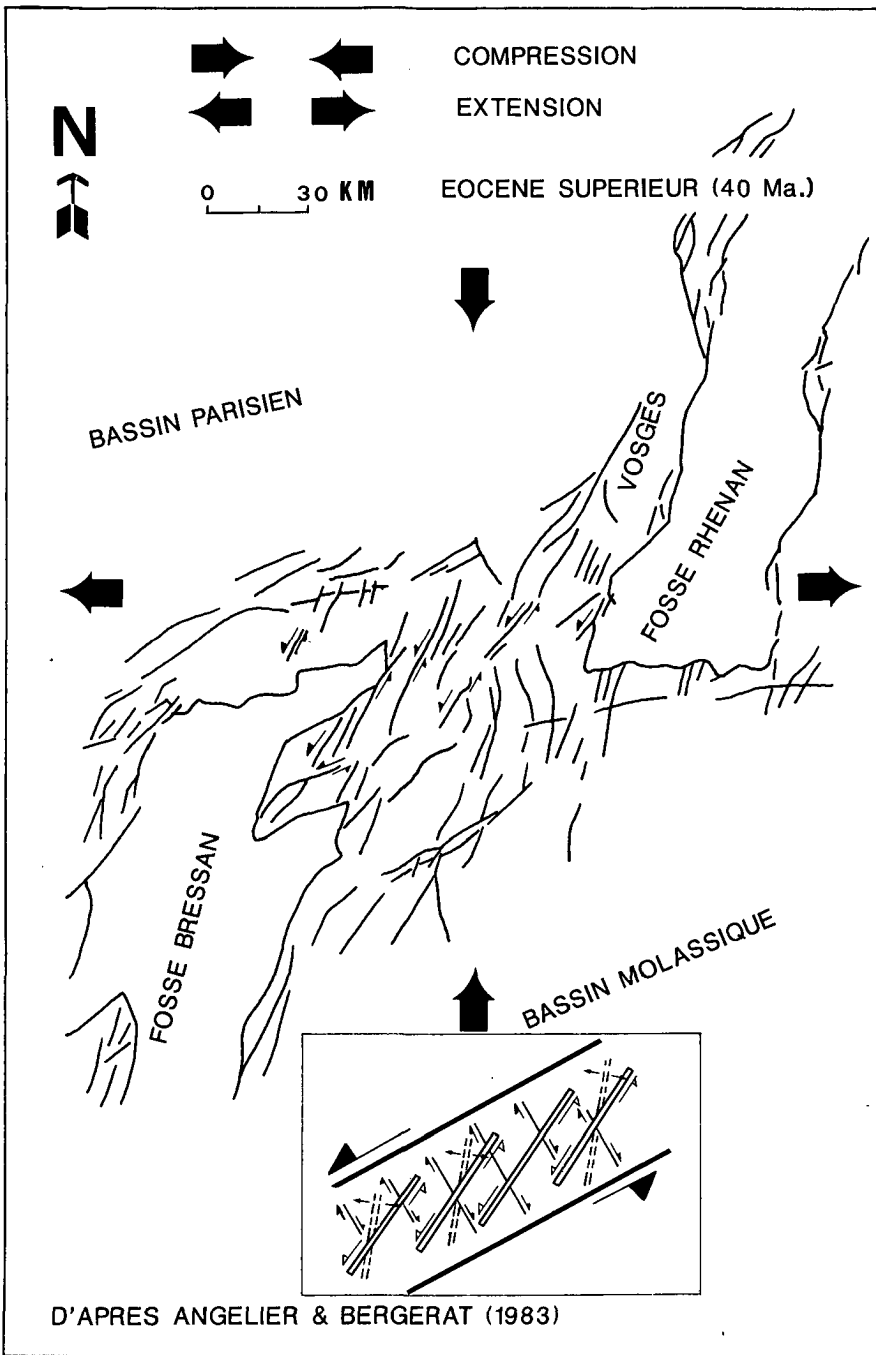 COMPRESSION
EXTENSION
N
0 30 KM
EOCENE SUPERIEUR (40 Ma.)
BASSIN PARISIEN
VOSGES
FOSSE RHENAN
FOSSE BRESSAN
BASSIN MOLASSIQUE
D'APRES ANGELIER & BERGERAT (1983)